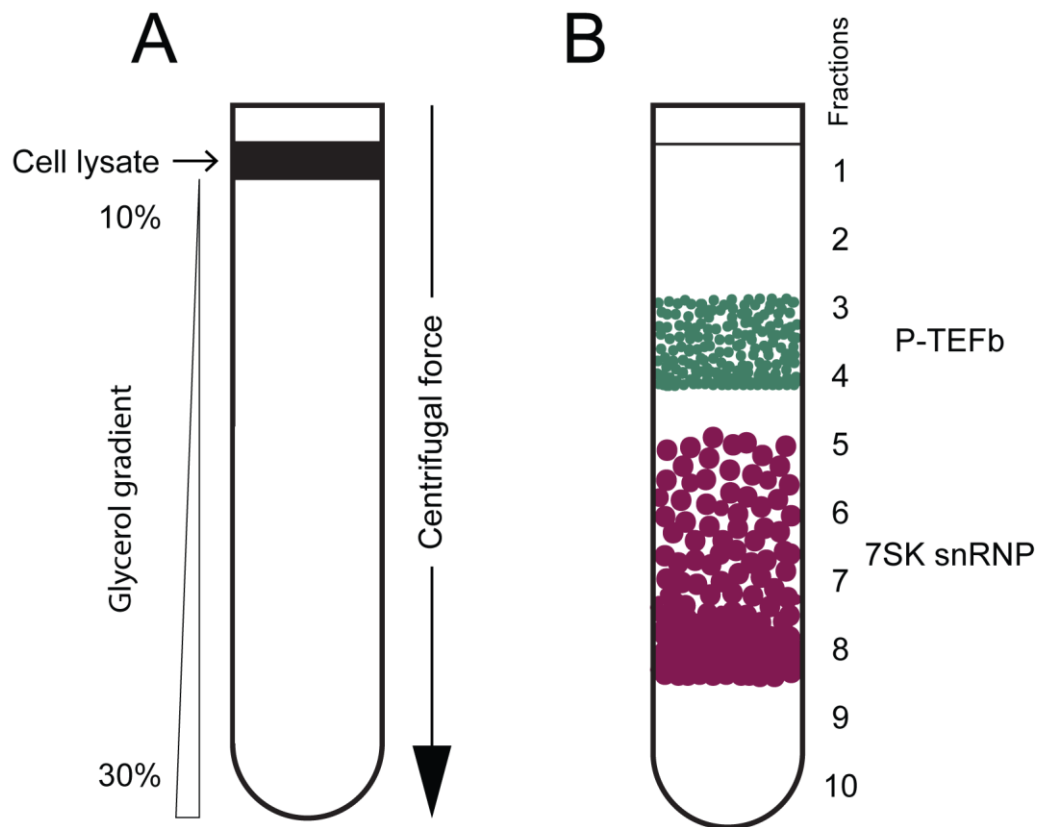 A
Cell lysate
10%
Glycerol gradient
30%
Centrifugal force
B
Fractions
1
2
3
4
5
6
7
8
9
10
P-TEFb
7SK snRNP